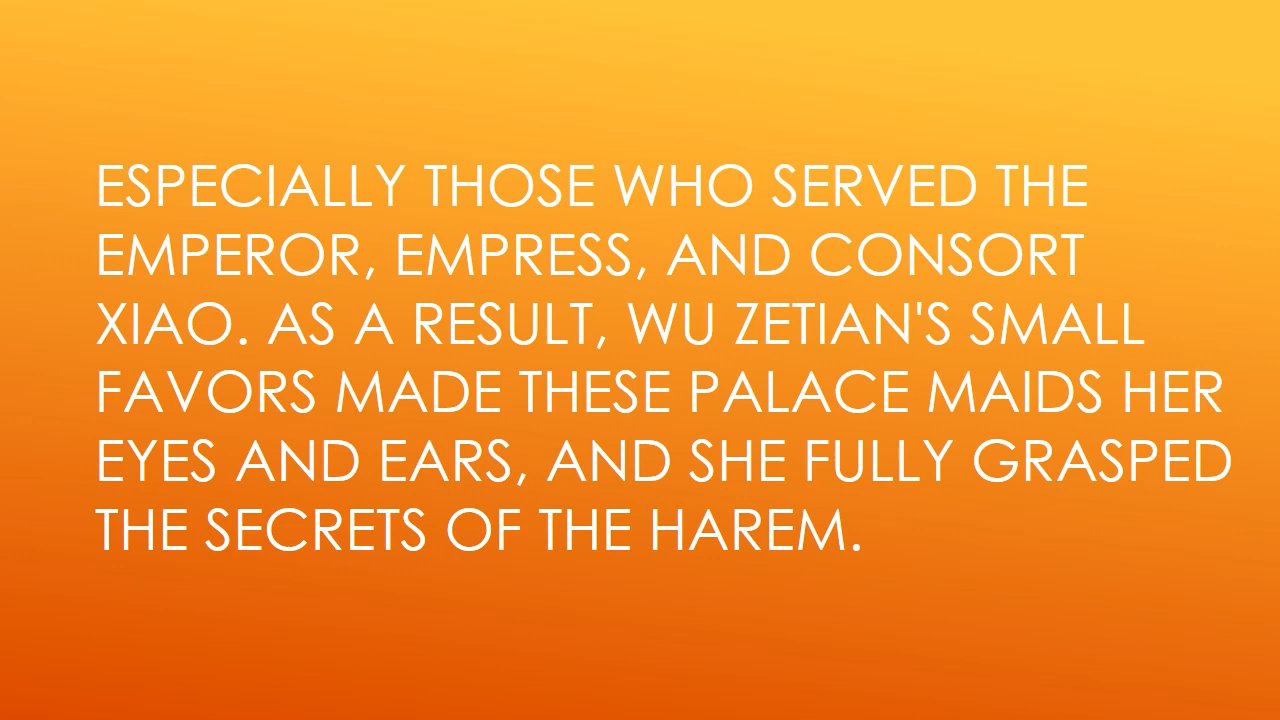 ESPECIALLY THOSE WHO SERVED THE
EMPEROR, EMPRESS, AND CONSORT
XIAO. AS A RESULT, WU ZETIAN'S SMALL
FAVORS MADE THESE PALACE MAIDS HER
EYES AND EARS, AND SHE FULLY GRASPED
THE SECRETS OF THE HAREM.